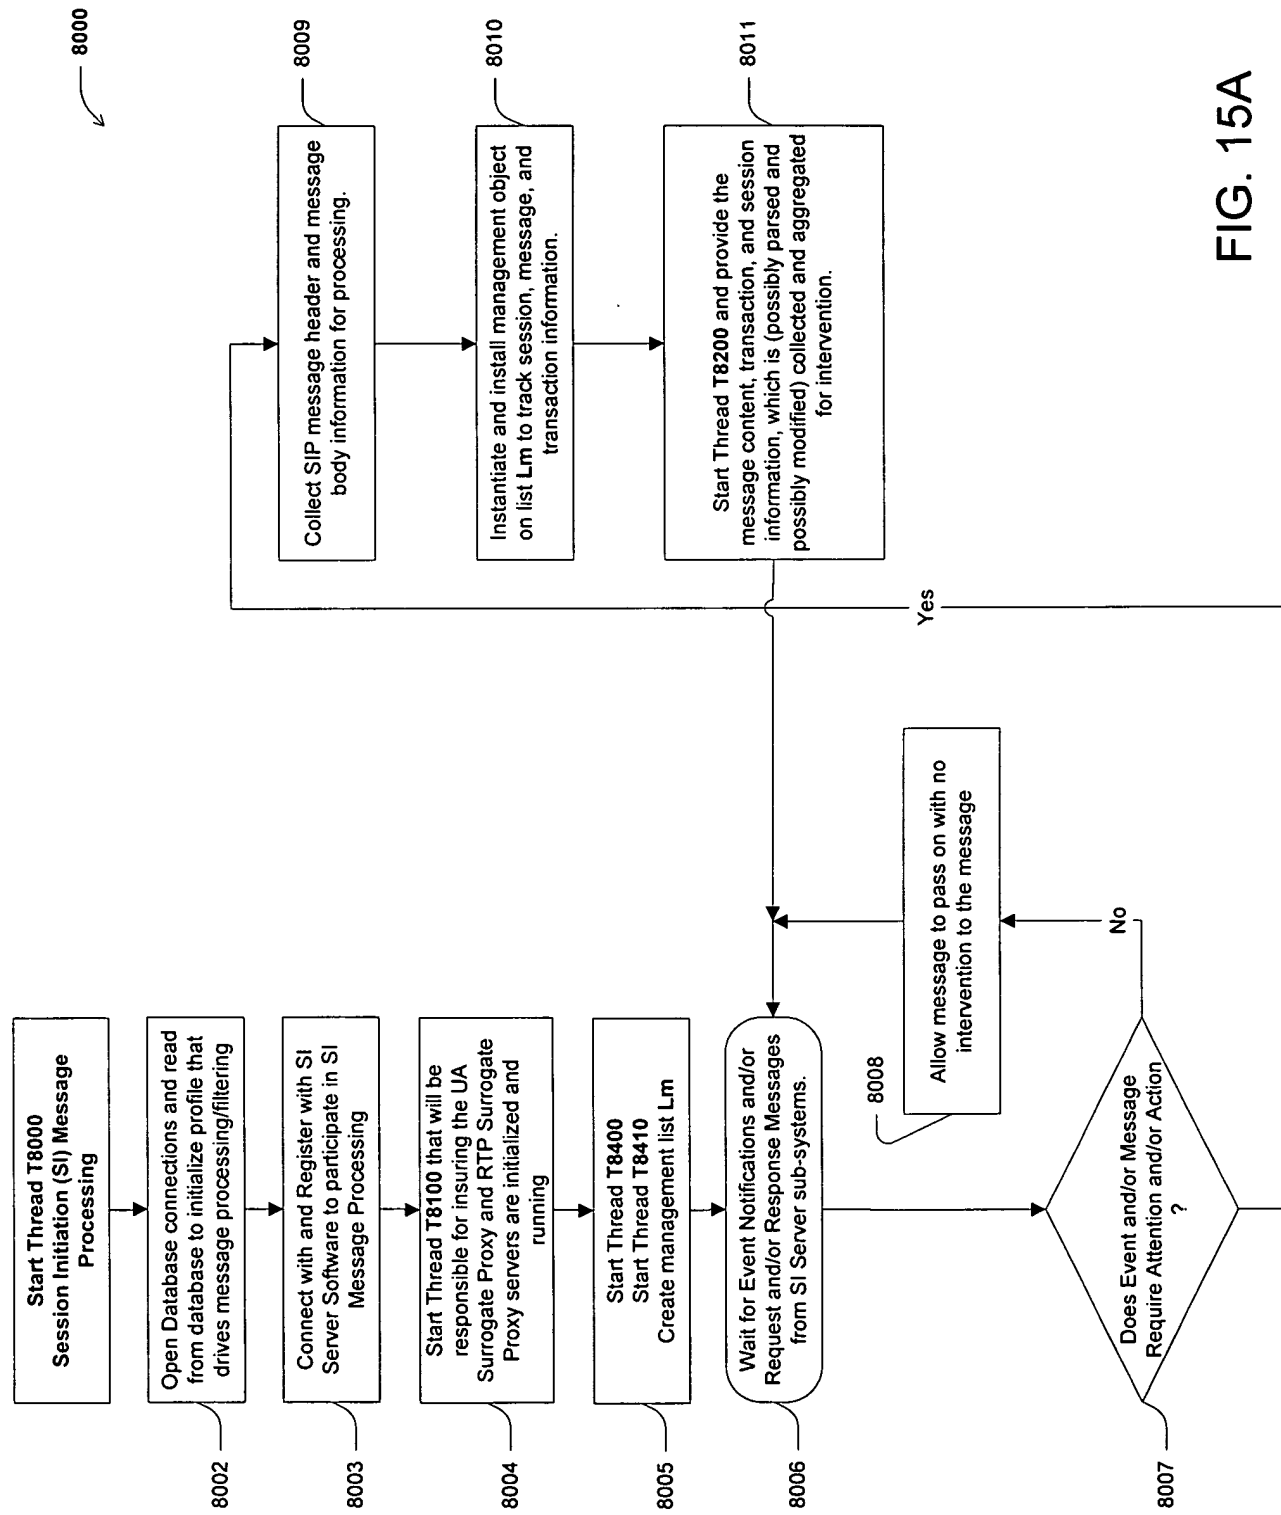 8000
Start Thread T8000
Session Initiation (SI) Message
Processing
8002
Open Database connections and read
from database to initialize profile that
drives message processing/filtering
8003
Connect with and Register with SI
Server Software to participate in SI
Message Processing
8004
Start Thread T8100 that will be
responsible for insuring the UA
Surrogate Proxy and RTP Surrogate
Proxy servers are initialized and
running
8005
Start Thread T8400
Start Thread T8410
Create management list Lm
8006
Wait for Event Notifications and/or
Request and/or Response Messages
from SI Server sub-systems.
8007
Does Event and/or Message
Require Attention and/or Action
?
No
8008
Allow message to pass on with no
intervention to the message
Yes
8009
Collect SIP message header and message
body information for processing.
8010
Instantiate and install management object
on list Lm to track session, message, and
transaction information.
8011
Start Thread T8200 and provide the
message content, transaction, and session
information, which is (possibly parsed and
possibly modified) collected and aggregated
for intervention.
FIG. 15A